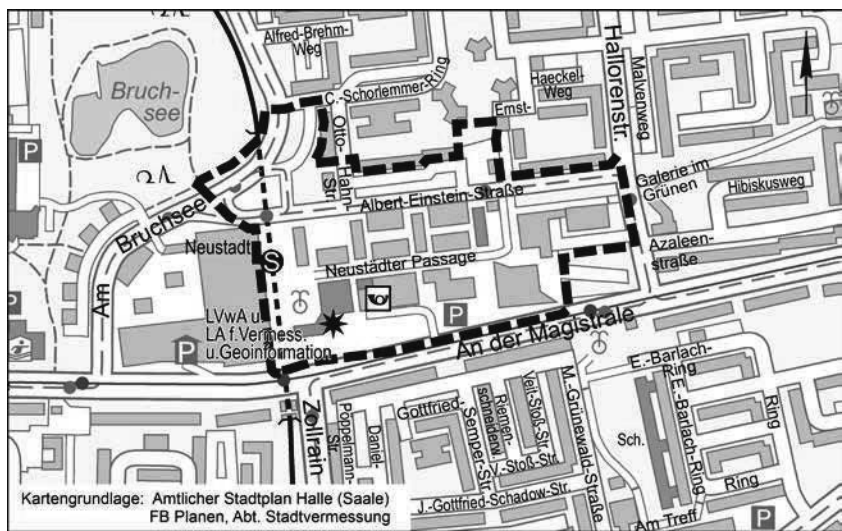 Alfred-Brehm-
Weg
Bruch-
see
C.-Schorlemmer-Ring
Otto-
Hahn-
Str.
Ernst-
Haeckel-
Weg
Hallorenstr.
Malvenweg
P
Galerie im
Grünen
Hibiskusweg
Albert-Einstein-Straße
Am
Bruchsee
Neustadt
S
Neustädter Passage
Azaleen-
straße
LVwA u.
LA f. Vermess.
u. Geoinformation
P
P
P
An der Magistrale
Zollrain
Pöppelmann-
Str.
Daniel-
Gottfried-
Semper-Str.
Riemen-
schneiderw.
Veit-Stoß-Str.
V.-Stoß-Str.
J.-Gottfried-Schadow-Str.
M.-Grünewald-Straße
E.-Barlach-
Ring
E.-Barlach-Ring
Ring
Ring
Sch.
Am Treff
P
Kartengrundlage: Amtlicher Stadtplan Halle (Saale)
FB Planen, Abt. Stadtvermessung